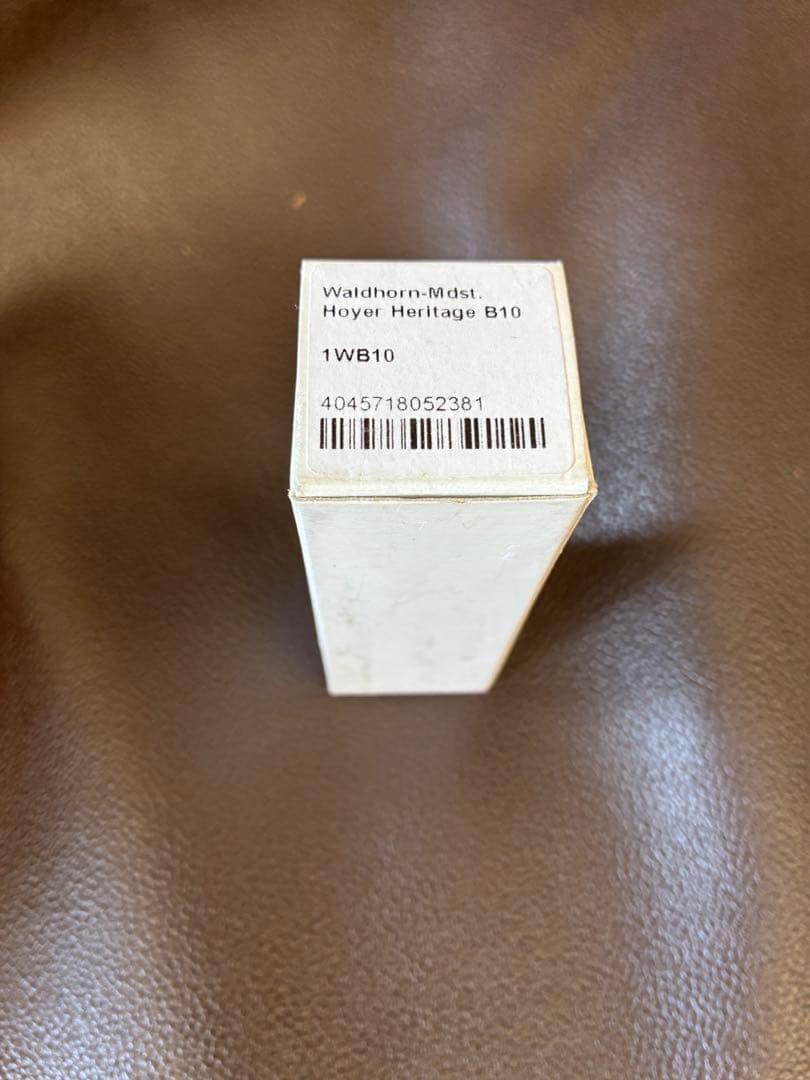 Waldhorn-Mdst.
Hoyer Heritage B10
1WB10
4045718052381